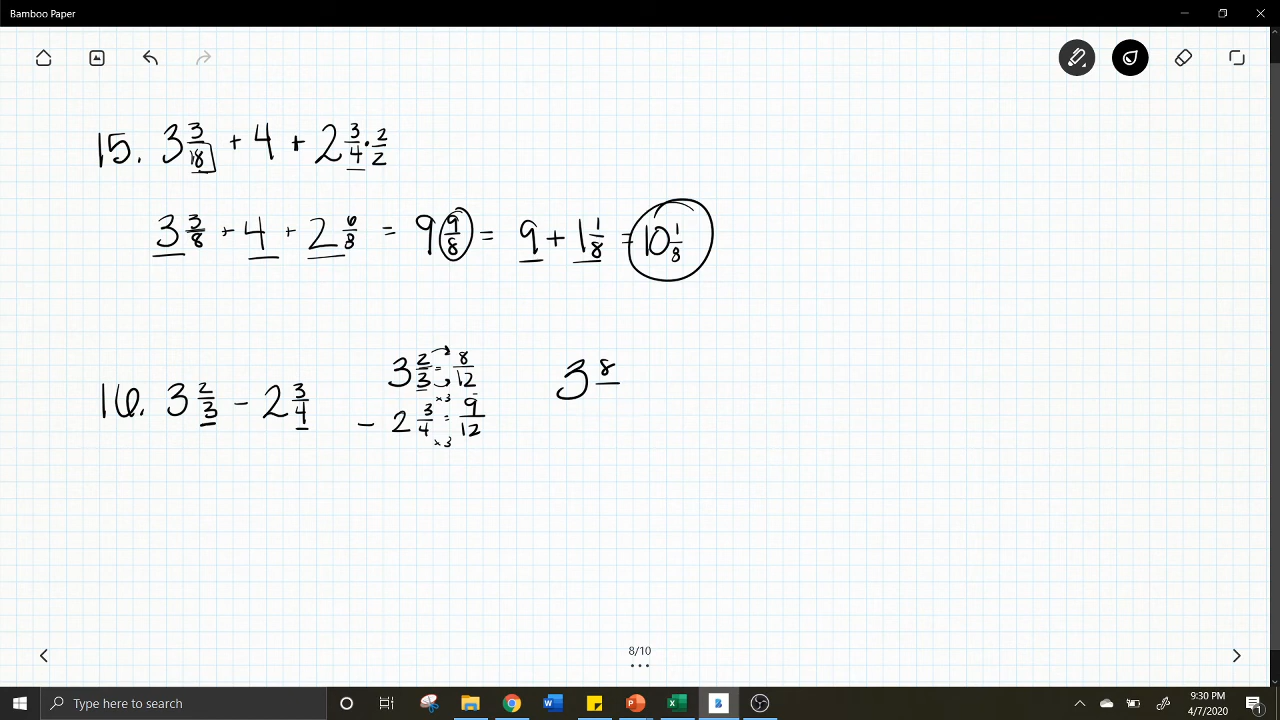 Bamboo Paper
15. 3 3/8 + 4 + 2 3/4 · 2/2
3 3/8 + 4 + 2 6/8 = 9 9/8 = 9 + 1 1/8 = 10 1/8
16. 3 2/3 - 2 3/4
3 2/3 = 8/12
×3
- 2 3/4 = 9/12
×3
3 8/
8/10
Type here to search
9:30 PM
4/7/2020